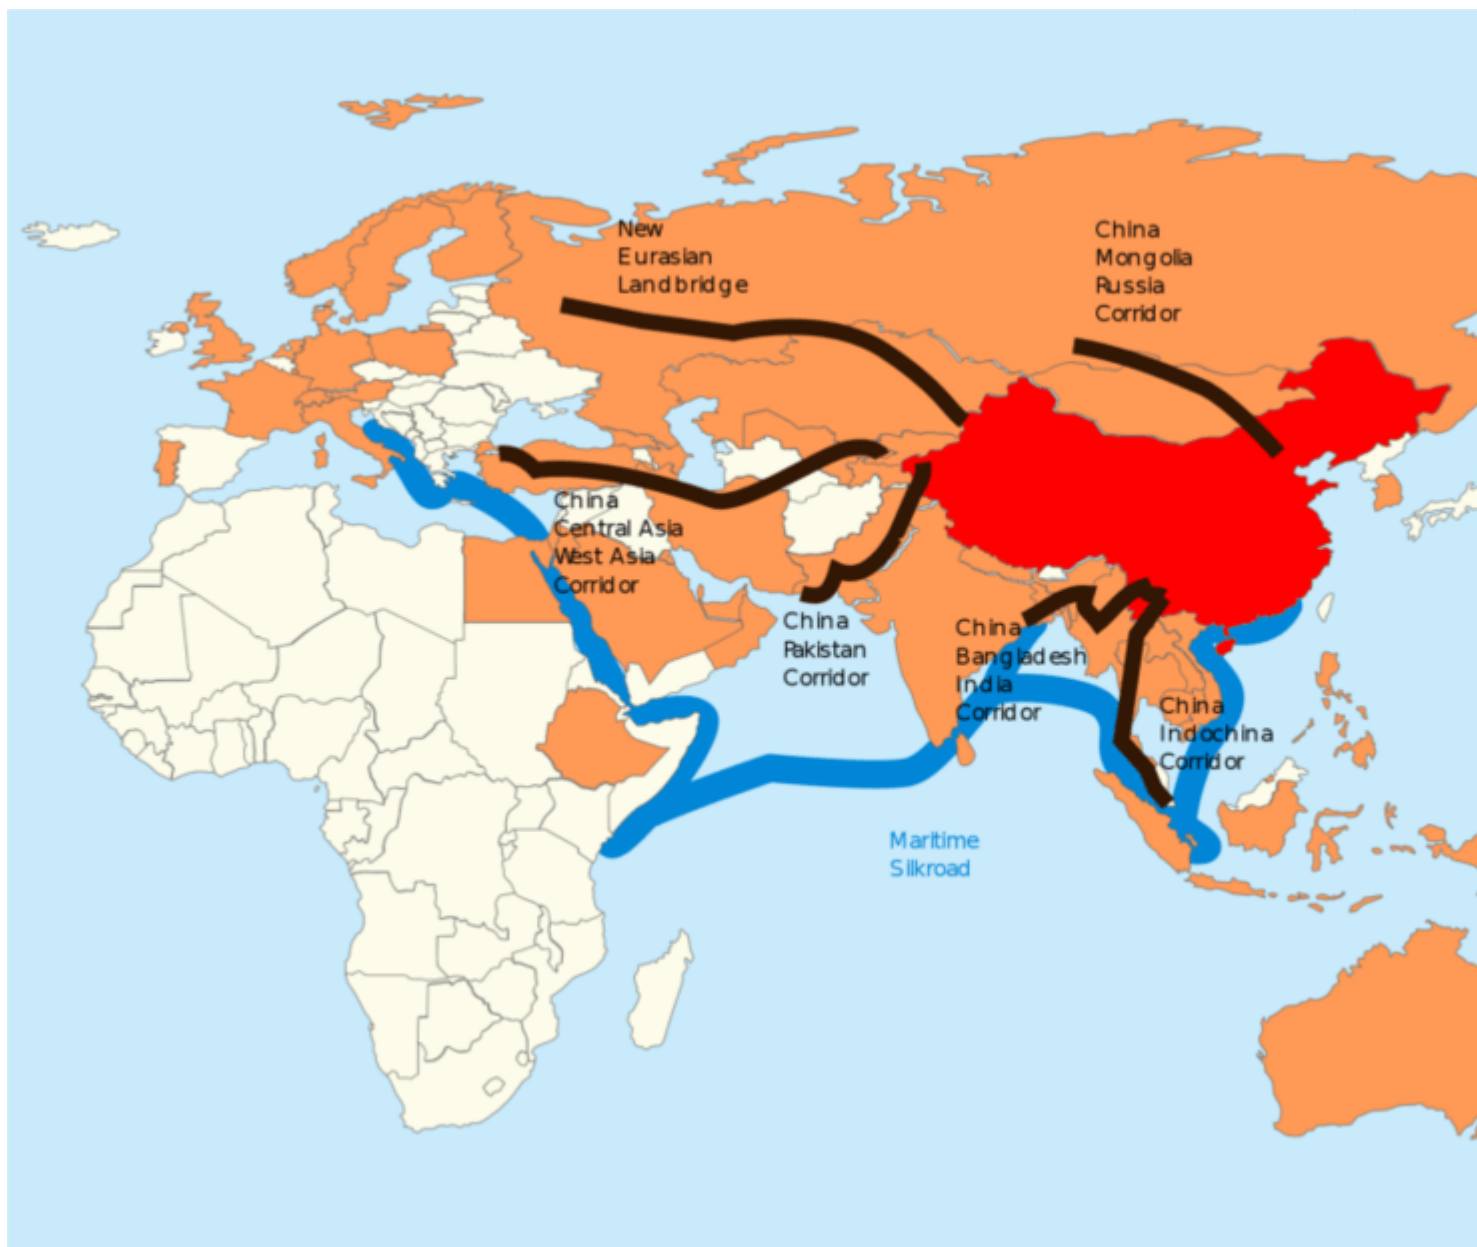 New
Eurasian
Landbridge
China
Mongolia
Russia
Corridor
China
Central Asia
West Asia
Corridor
China
Pakistan
Corridor
China
Bangladesh
India
Corridor
China
Indochina
Corridor
Maritime
Silkroad